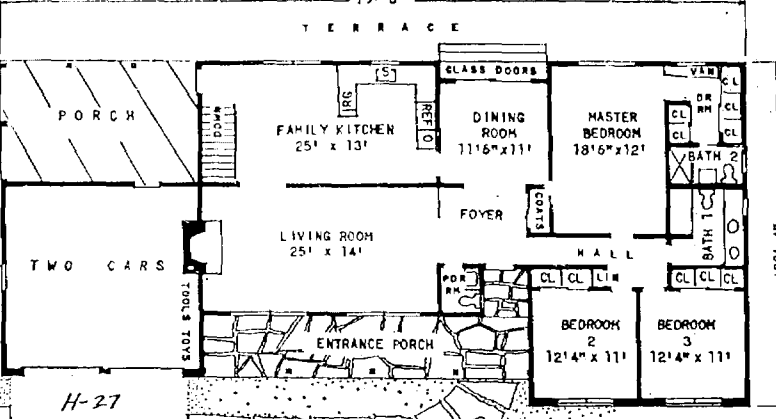 TERRACE
GLASS DOORS
VAN
CL
DR
RM
CL
CL
CL
CL
PORCH
DOWN
S
REF
O
FAMILY KITCHEN
25' x 13'
DINING
ROOM
11'6" x 11'
MASTER
BEDROOM
18'6" x 12'
BATH 2
COATS
FOYER
LIVING ROOM
25' x 14'
HALL
BATH 1
TWO CARS
TOOLS TOYS
PDR
RM
CL
CL
LIN
CL
CL
CL
ENTRANCE PORCH
BEDROOM
2
12'4" x 11'
BEDROOM
3
12'4" x 11'
H-27